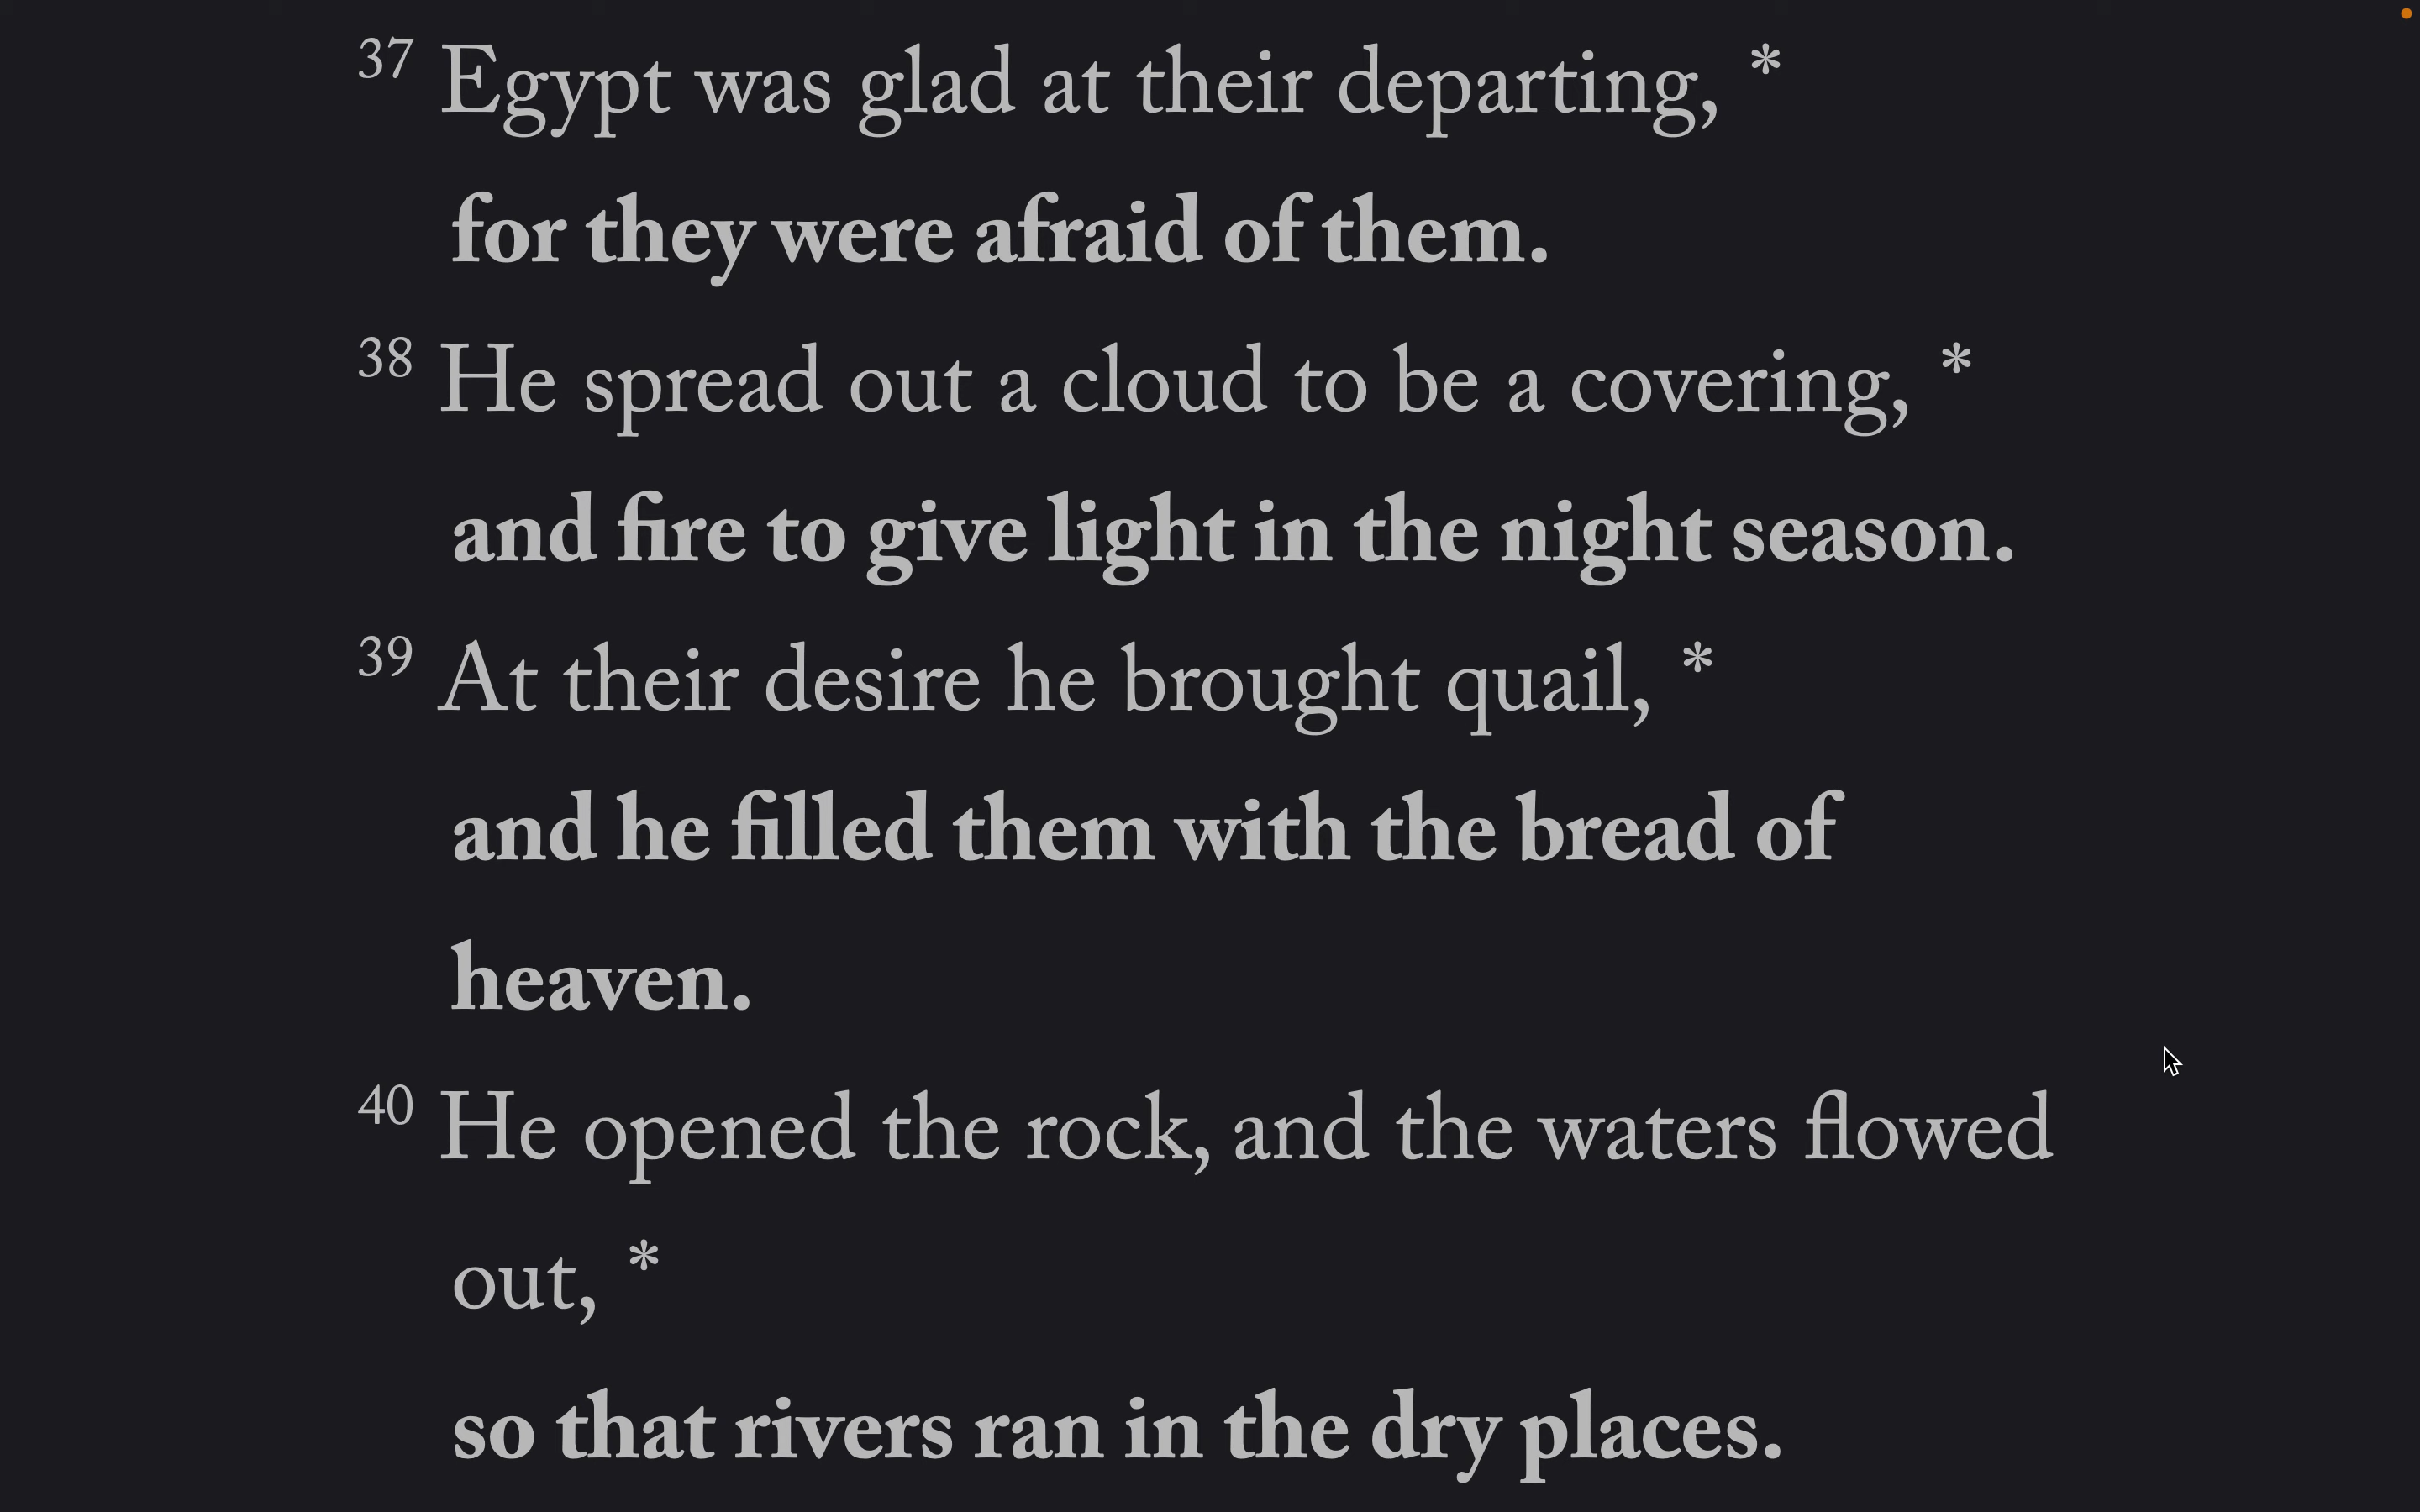 37 Egypt was glad at their departing, *
for they were afraid of them.
38 He spread out a cloud to be a covering, *
and fire to give light in the night season.
39 At their desire he brought quail, *
and he filled them with the bread of
heaven.
40 He opened the rock, and the waters flowed
out, *
so that rivers ran in the dry places.